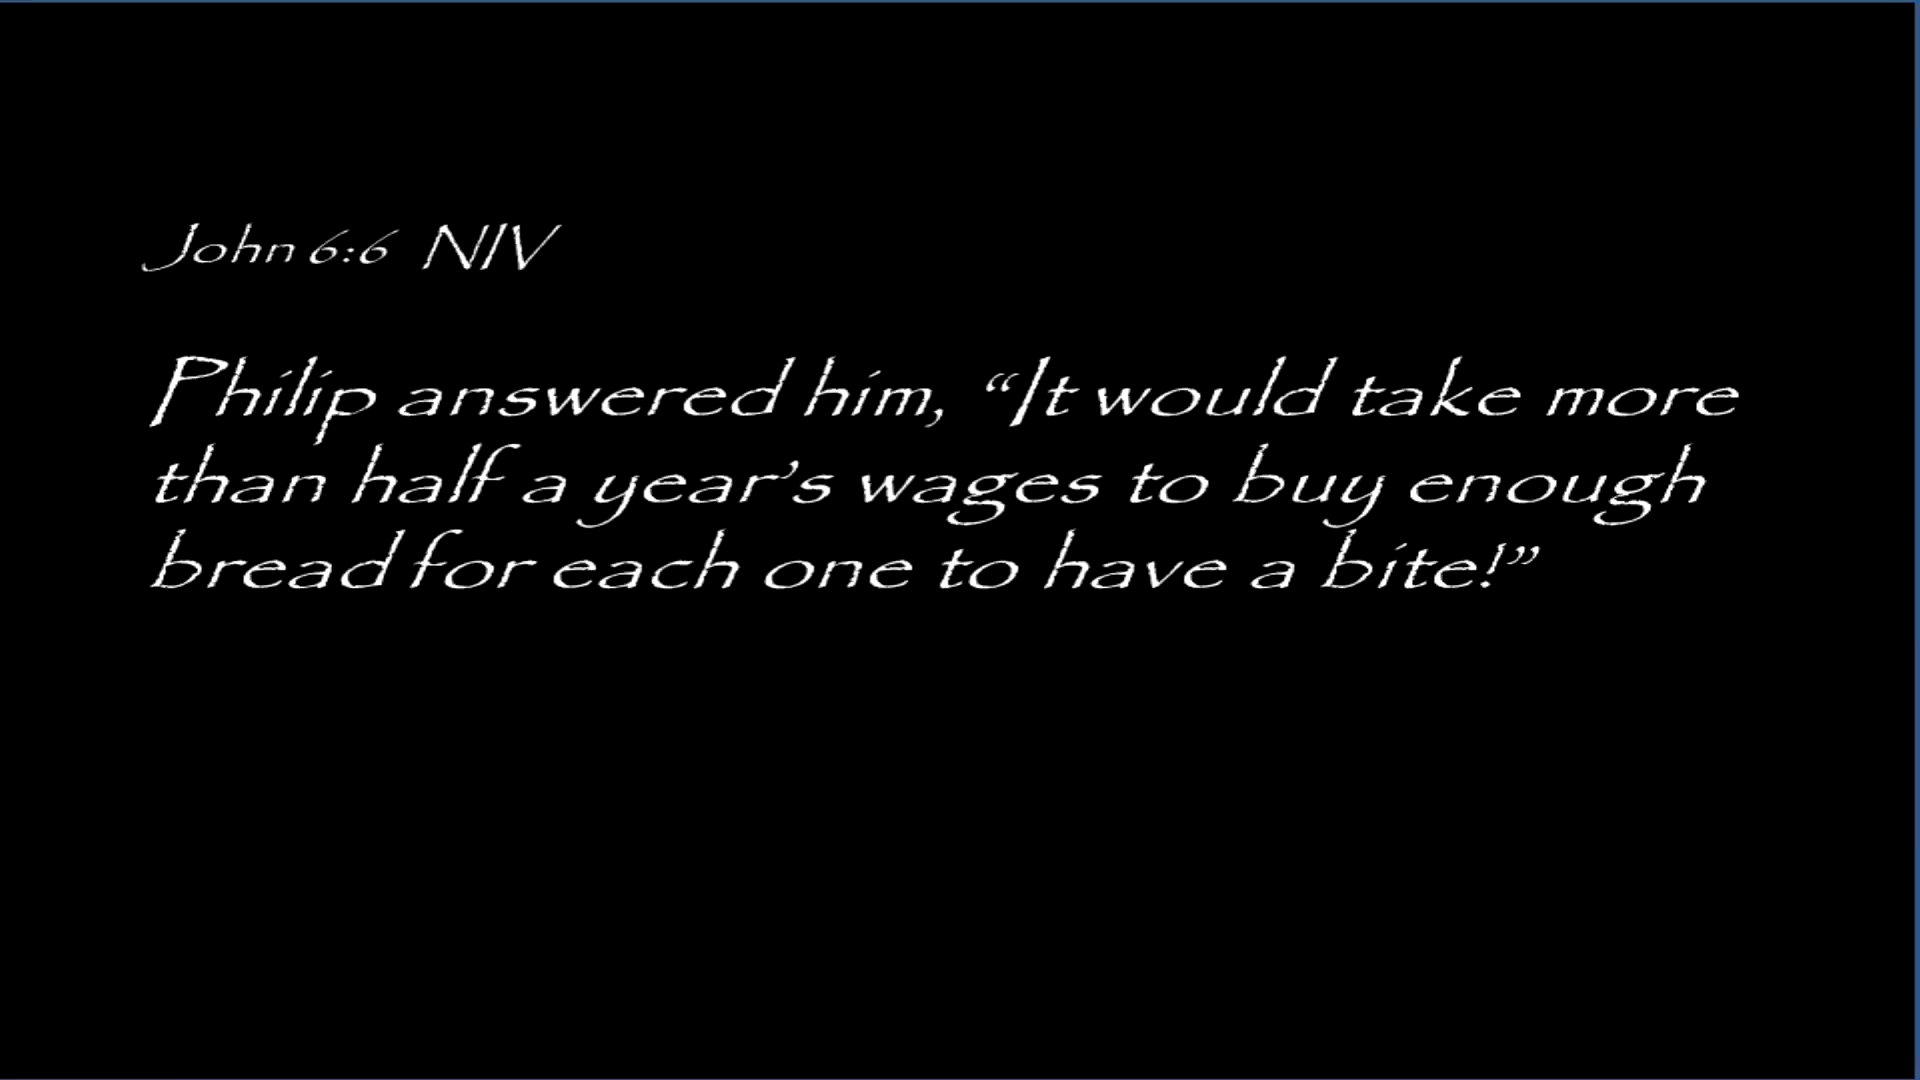 John 6:6 NIV
Philip answered him, “It would take more
than half a year’s wages to buy enough
bread for each one to have a bite!”